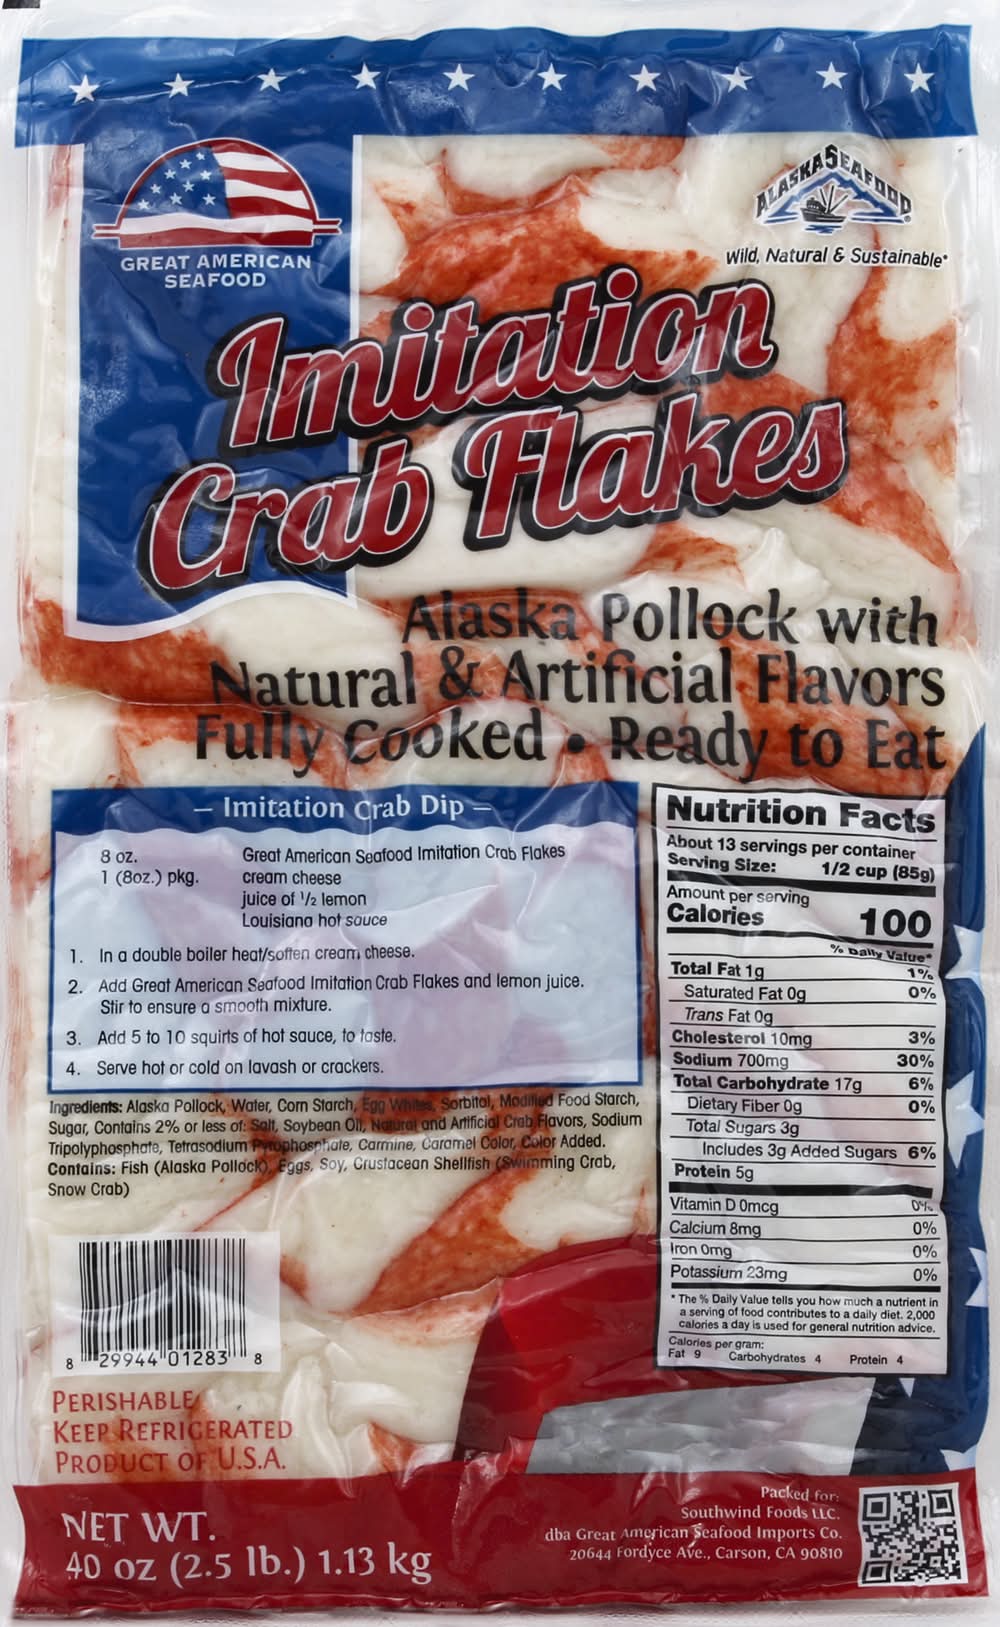 GREAT AMERICAN
SEAFOOD
ALASKA SEAFOOD
Wild, Natural & Sustainable*
Imitation
Crab Flakes
Alaska Pollock with
Natural & Artificial Flavors
Fully Cooked • Ready to Eat
– Imitation Crab Dip –
8 oz. Great American Seafood Imitation Crab Flakes
1 (8oz.) pkg. cream cheese
juice of ½ lemon
Louisiana hot sauce
1. In a double boiler heat/soften cream cheese.
2. Add Great American Seafood Imitation Crab Flakes and lemon juice.
Stir to ensure a smooth mixture.
3. Add 5 to 10 squirts of hot sauce, to taste.
4. Serve hot or cold on lavash or crackers.
Ingredients: Alaska Pollock, Water, Corn Starch, Egg Whites, Sorbitol, Modified Food Starch,
Sugar, Contains 2% or less of: Salt, Soybean Oil, Natural and Artificial Crab Flavors, Sodium
Tripolyphosphate, Tetrasodium Pyrophosphate, Carmine, Caramel Color, Color Added.
Contains: Fish (Alaska Pollock), Eggs, Soy, Crustacean Shellfish (Swimming Crab,
Snow Crab)
Nutrition Facts
About 13 servings per container
Serving Size: 1/2 cup (85g)
Amount per serving
Calories 100
% Daily Value*
Total Fat 1g 1%
Saturated Fat 0g 0%
Trans Fat 0g
Cholesterol 10mg 3%
Sodium 700mg 30%
Total Carbohydrate 17g 6%
Dietary Fiber 0g 0%
Total Sugars 3g
Includes 3g Added Sugars 6%
Protein 5g
Vitamin D 0mcg 0%
Calcium 8mg 0%
Iron 0mg 0%
Potassium 23mg 0%
* The % Daily Value tells you how much a nutrient in
a serving of food contributes to a daily diet. 2,000
calories a day is used for general nutrition advice.
Calories per gram:
Fat 9 Carbohydrates 4 Protein 4
8 29944 01283 8
PERISHABLE
KEEP REFRIGERATED
PRODUCT OF U.S.A.
NET WT.
40 oz (2.5 lb.) 1.13 kg
Packed for:
Southwind Foods LLC.
dba Great American Seafood Imports Co.
20644 Fordyce Ave., Carson, CA 90810